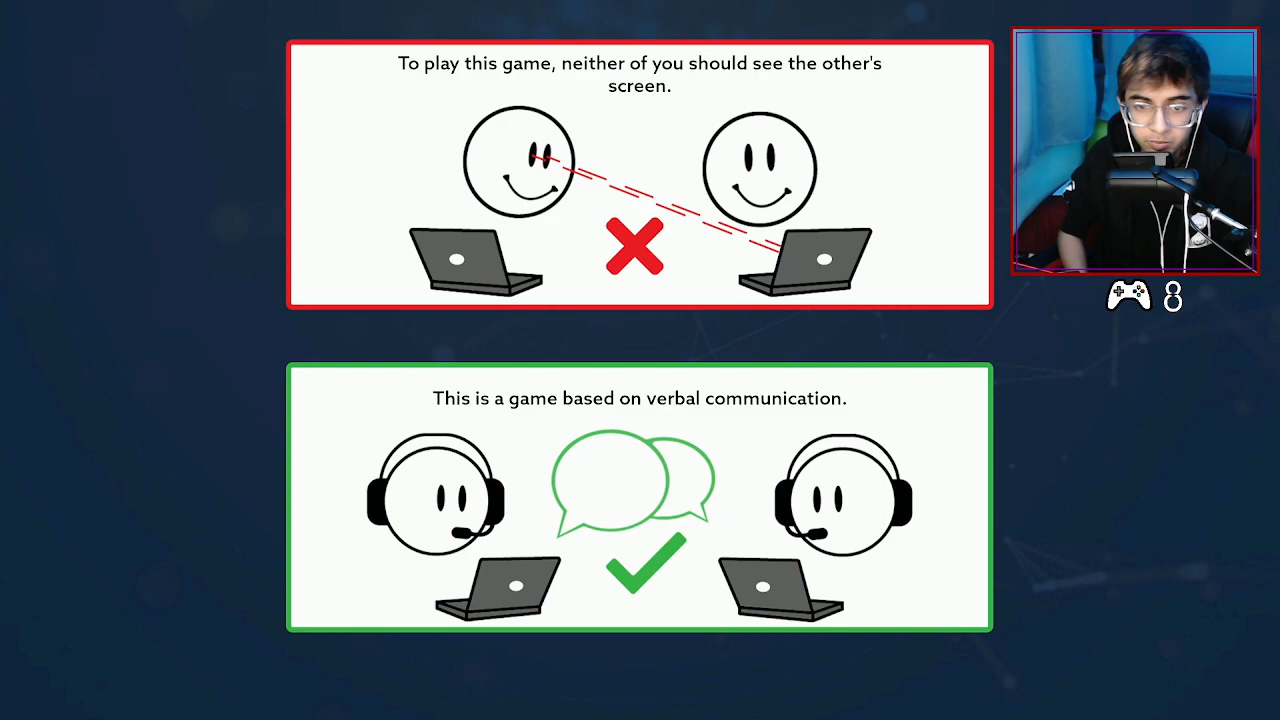 To play this game, neither of you should see the other's
screen.
8
This is a game based on verbal communication.